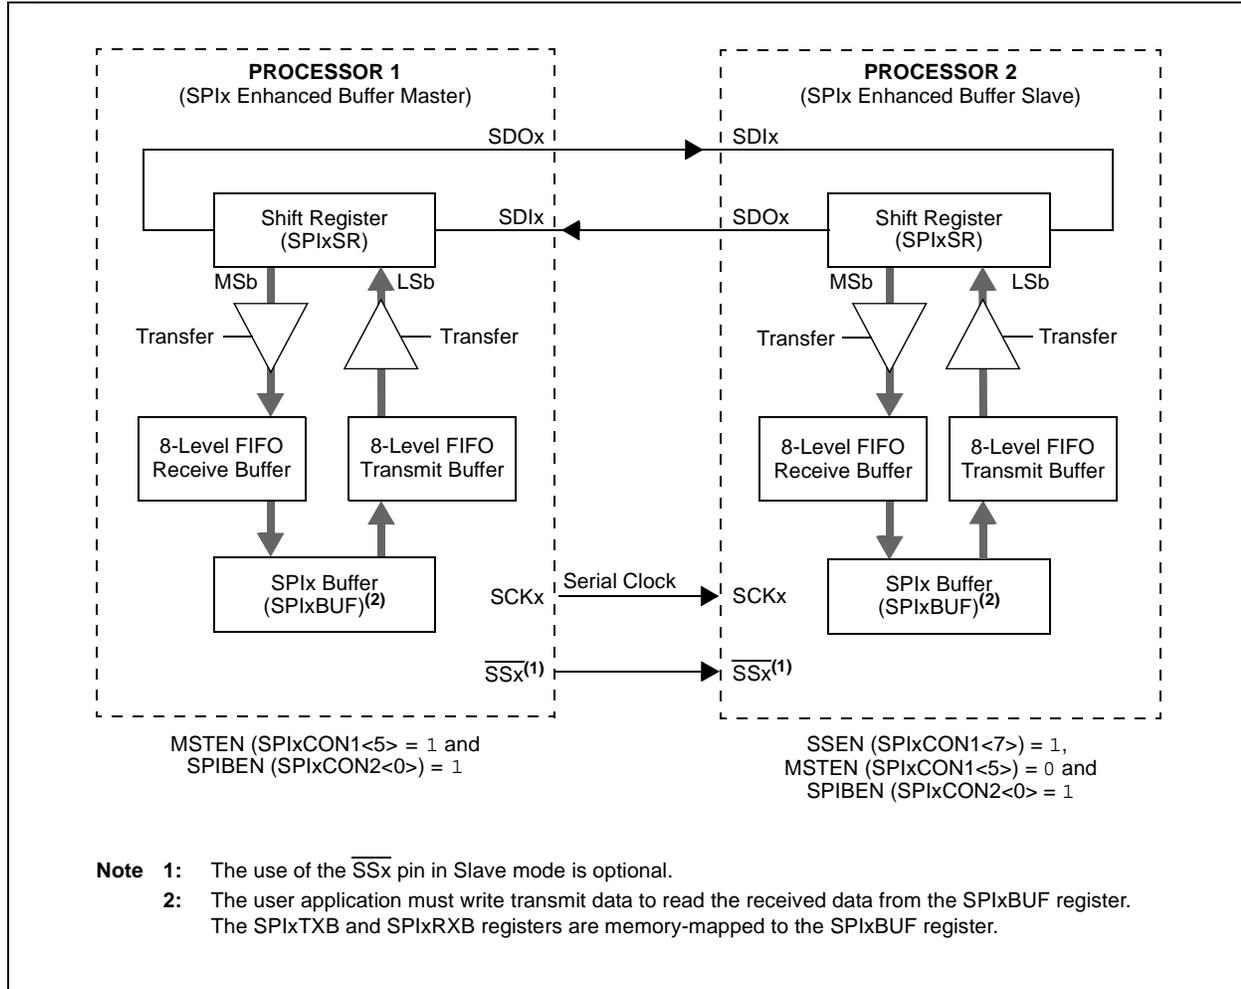 PROCESSOR 1
(SPIx Enhanced Buffer Master)
PROCESSOR 2
(SPIx Enhanced Buffer Slave)
SDOx
SDIx
Shift Register
(SPIxSR)
SDIx
SDOx
Shift Register
(SPIxSR)
MSb
LSb
MSb
LSb
Transfer
Transfer
Transfer
Transfer
8-Level FIFO
Receive Buffer
8-Level FIFO
Transmit Buffer
8-Level FIFO
Receive Buffer
8-Level FIFO
Transmit Buffer
SPIx Buffer
(SPIxBUF)(2)
SCKx
Serial Clock
SCKx
SPIx Buffer
(SPIxBUF)(2)
SSx(1)
SSx(1)
MSTEN (SPIxCON1<5> = 1 and
SPIBEN (SPIxCON2<0>) = 1
SSEN (SPIxCON1<7>) = 1,
MSTEN (SPIxCON1<5>) = 0 and
SPIBEN (SPIxCON2<0> = 1
Note 1: The use of the SSx pin in Slave mode is optional.
2: The user application must write transmit data to read the received data from the SPIxBUF register.
The SPIxTXB and SPIxRXB registers are memory-mapped to the SPIxBUF register.